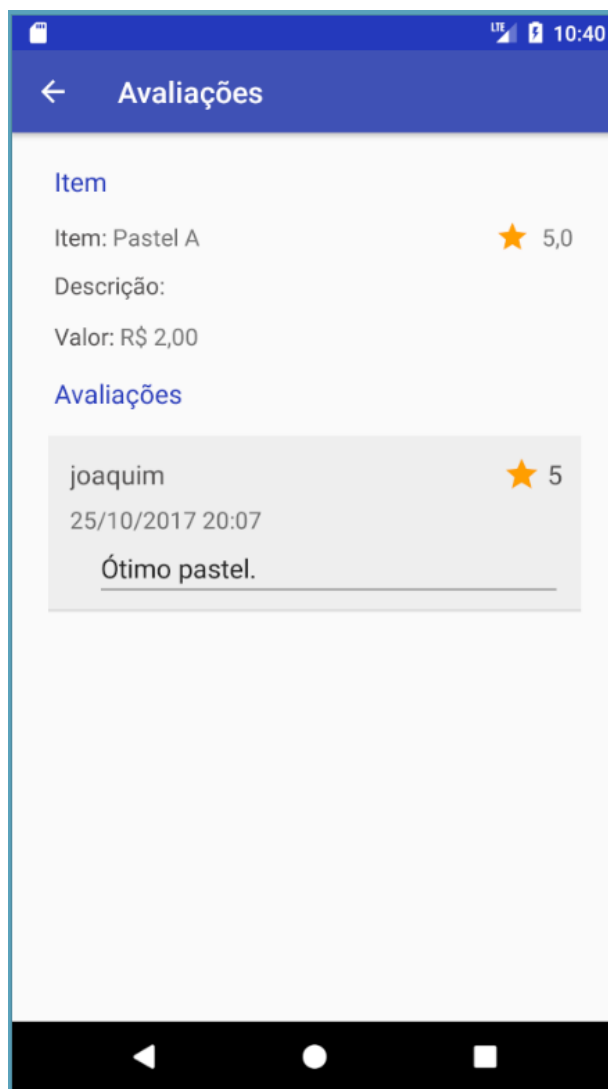 LTE 10:40
Avaliações
Item
Item: Pastel A 5,0
Descrição:
Valor: R$ 2,00
Avaliações
joaquim 5
25/10/2017 20:07
Ótimo pastel.